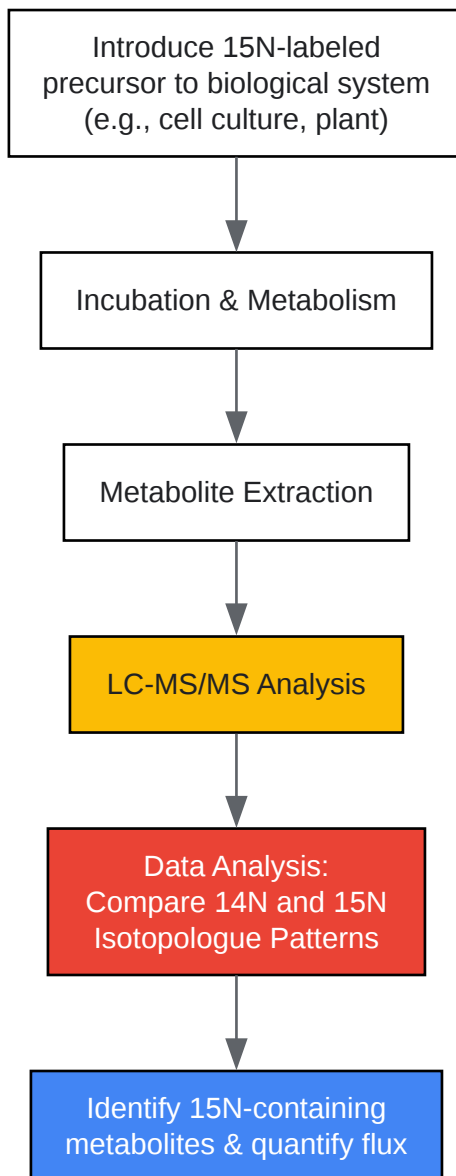 Introduce 15N-labeled
precursor to biological system
(e.g., cell culture, plant)
Incubation & Metabolism
Metabolite Extraction
LC-MS/MS Analysis
Data Analysis:
Compare 14N and 15N
Isotopologue Patterns
Identify 15N-containing
metabolites & quantify flux